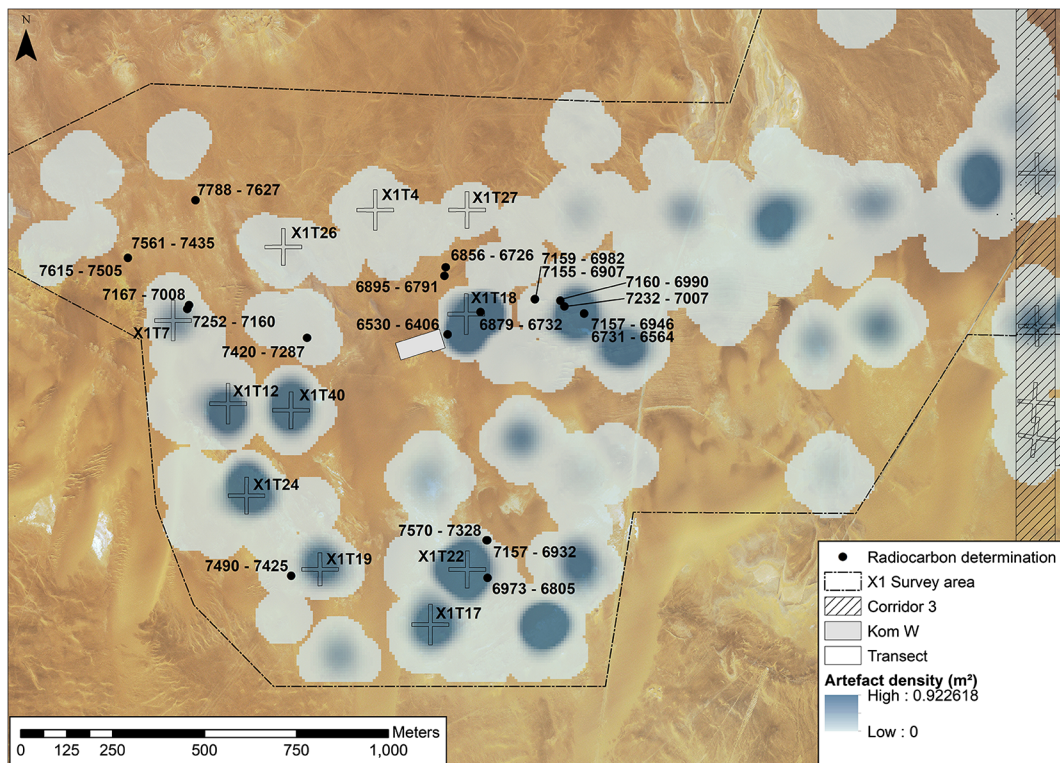 N
7788 - 7627
X1T4
X1T27
X1T26
7561 - 7435
7615 - 7505
6856 - 6726
6895 - 6791
7159 - 6982
7155 - 6907
7160 - 6990
7232 - 7007
7167 - 7008
X1T7
7252 - 7160
X1T18
6530 - 6406
6879 - 6732
7157 - 6946
6731 - 6564
7420 - 7287
X1T12
X1T40
X1T24
7570 - 7328
7157 - 6932
X1T22
7490 - 7425
X1T19
6973 - 6805
X1T17
Radiocarbon determination
X1 Survey area
Corridor 3
Kom W
Transect
Artefact density (m²)
High : 0.922618
Low : 0
Meters
0 125 250 500 750 1,000